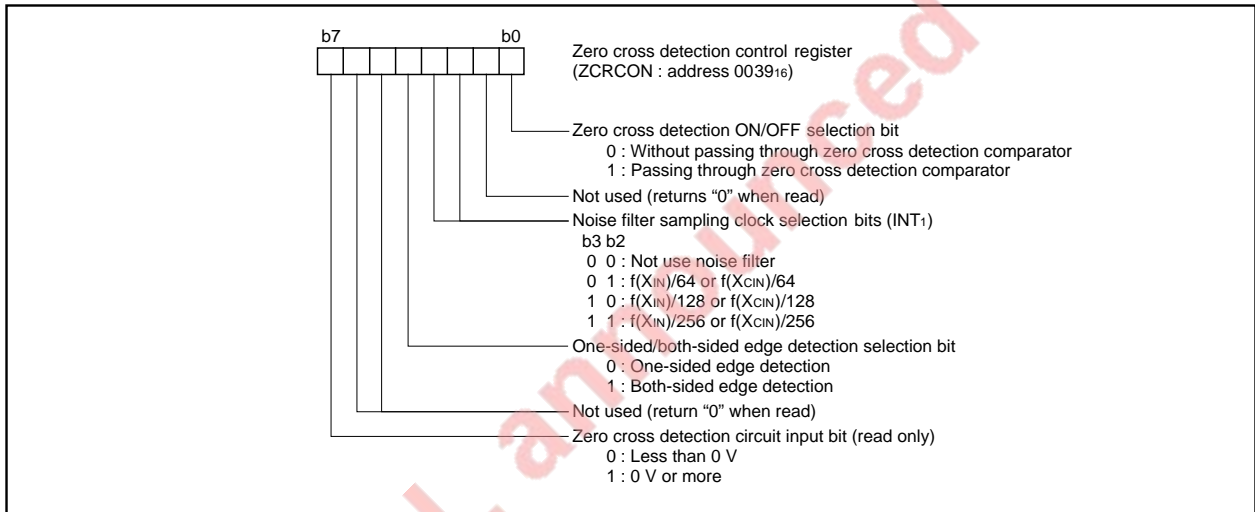 b7 b0
Zero cross detection control register
(ZCRCON : address 003916)
Zero cross detection ON/OFF selection bit
0 : Without passing through zero cross detection comparator
1 : Passing through zero cross detection comparator
Not used (returns “0” when read)
Noise filter sampling clock selection bits (INT1)
b3 b2
0 0 : Not use noise filter
0 1 : f(XIN)/64 or f(XCIN)/64
1 0 : f(XIN)/128 or f(XCIN)/128
1 1 : f(XIN)/256 or f(XCIN)/256
One-sided/both-sided edge detection selection bit
0 : One-sided edge detection
1 : Both-sided edge detection
Not used (return “0” when read)
Zero cross detection circuit input bit (read only)
0 : Less than 0 V
1 : 0 V or more
announced